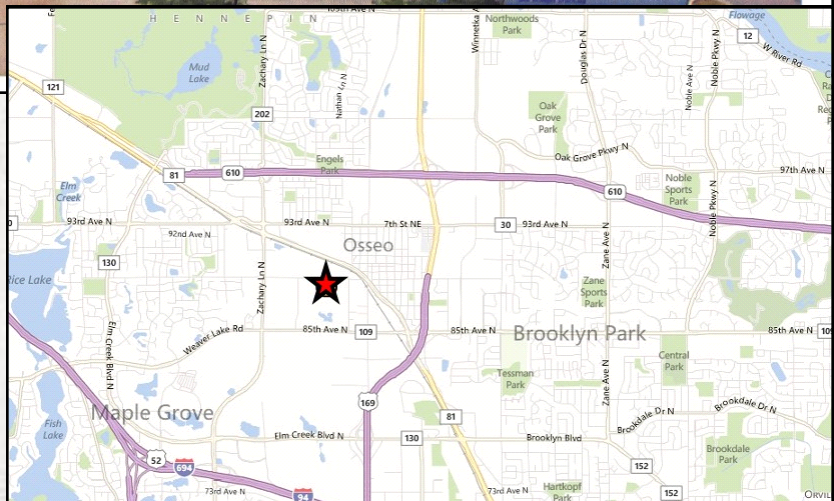 HENNEPIN
Northwoods
Park
Winnetka
Flowage
12
W River Rd
Mud
Lake
Zachary Ln N
Nathan Ln N
Douglas Dr N
Noble Ave N
Noble Pkwy N
121
202
Oak
Grove
Park
Oak Grove Pkwy N
Engels
Park
81
610
97th Ave N
610
Noble
Sports
Park
Noble Pkwy N
Elm
Creek
93rd Ave N
93rd Ave N
7th St NE
30
93rd Ave N
92nd Ave N
Osseo
Zane Ave N
130
Rice Lake
Zachary Ln N
Zane
Sports
Park
85th Ave N
109
85th Ave N
Brooklyn Park
85th Ave N
Weaver Lake Rd
Elm Creek Blvd N
Central
Park
Tessman
Park
Zane Ave N
169
Maple Grove
81
Brookdale Dr N
Brookdale Dr N
Fish
Lake
Elm Creek Blvd N
130
Brooklyn Blvd
Brookdale
Park
52
694
152
73rd Ave N
94
73rd Ave N
Hartkopf
Park
152